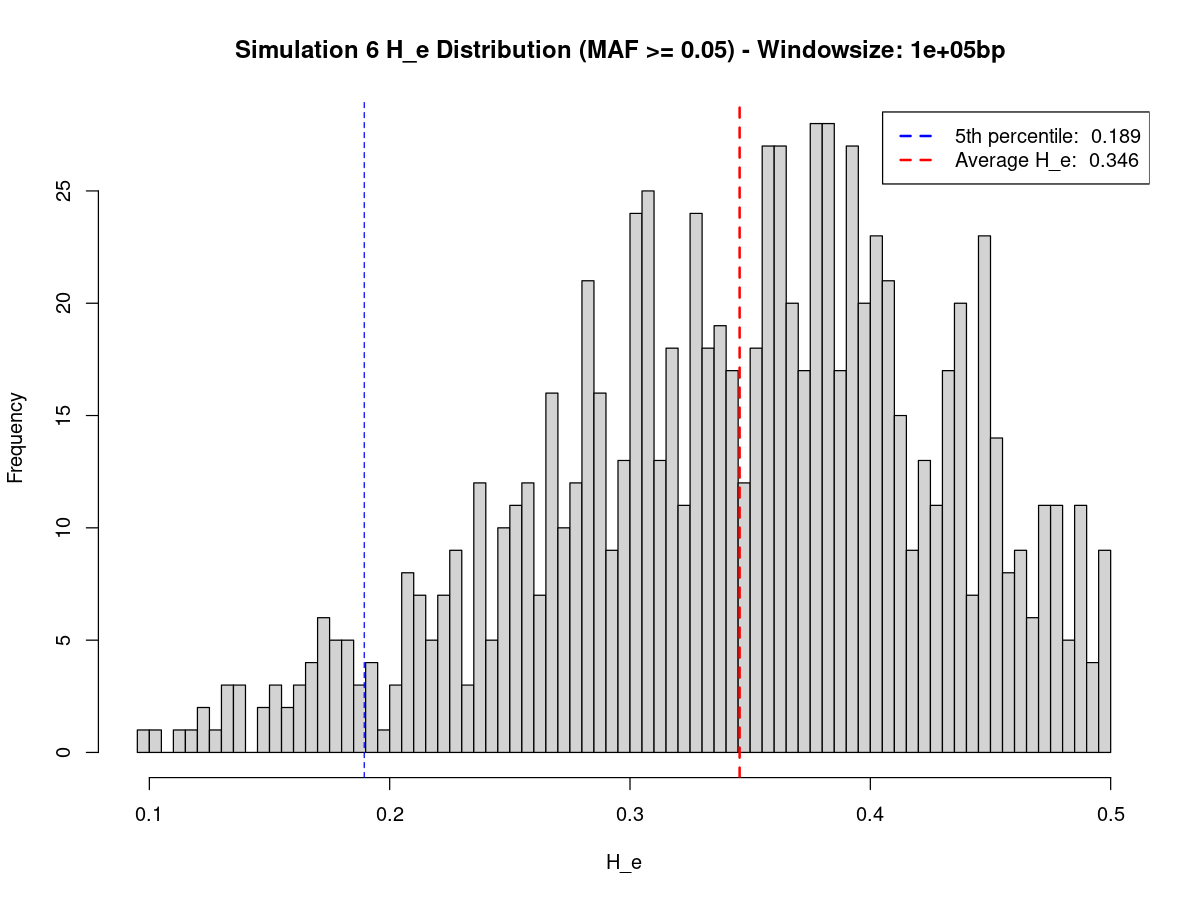 Simulation 6 H_e Distribution (MAF >= 0.05) - Windowsize: 1e+05bp
5th percentile: 0.189
Average H_e: 0.346
Frequency
25
20
15
10
5
0
0.1 0.2 0.3 0.4 0.5
H_e